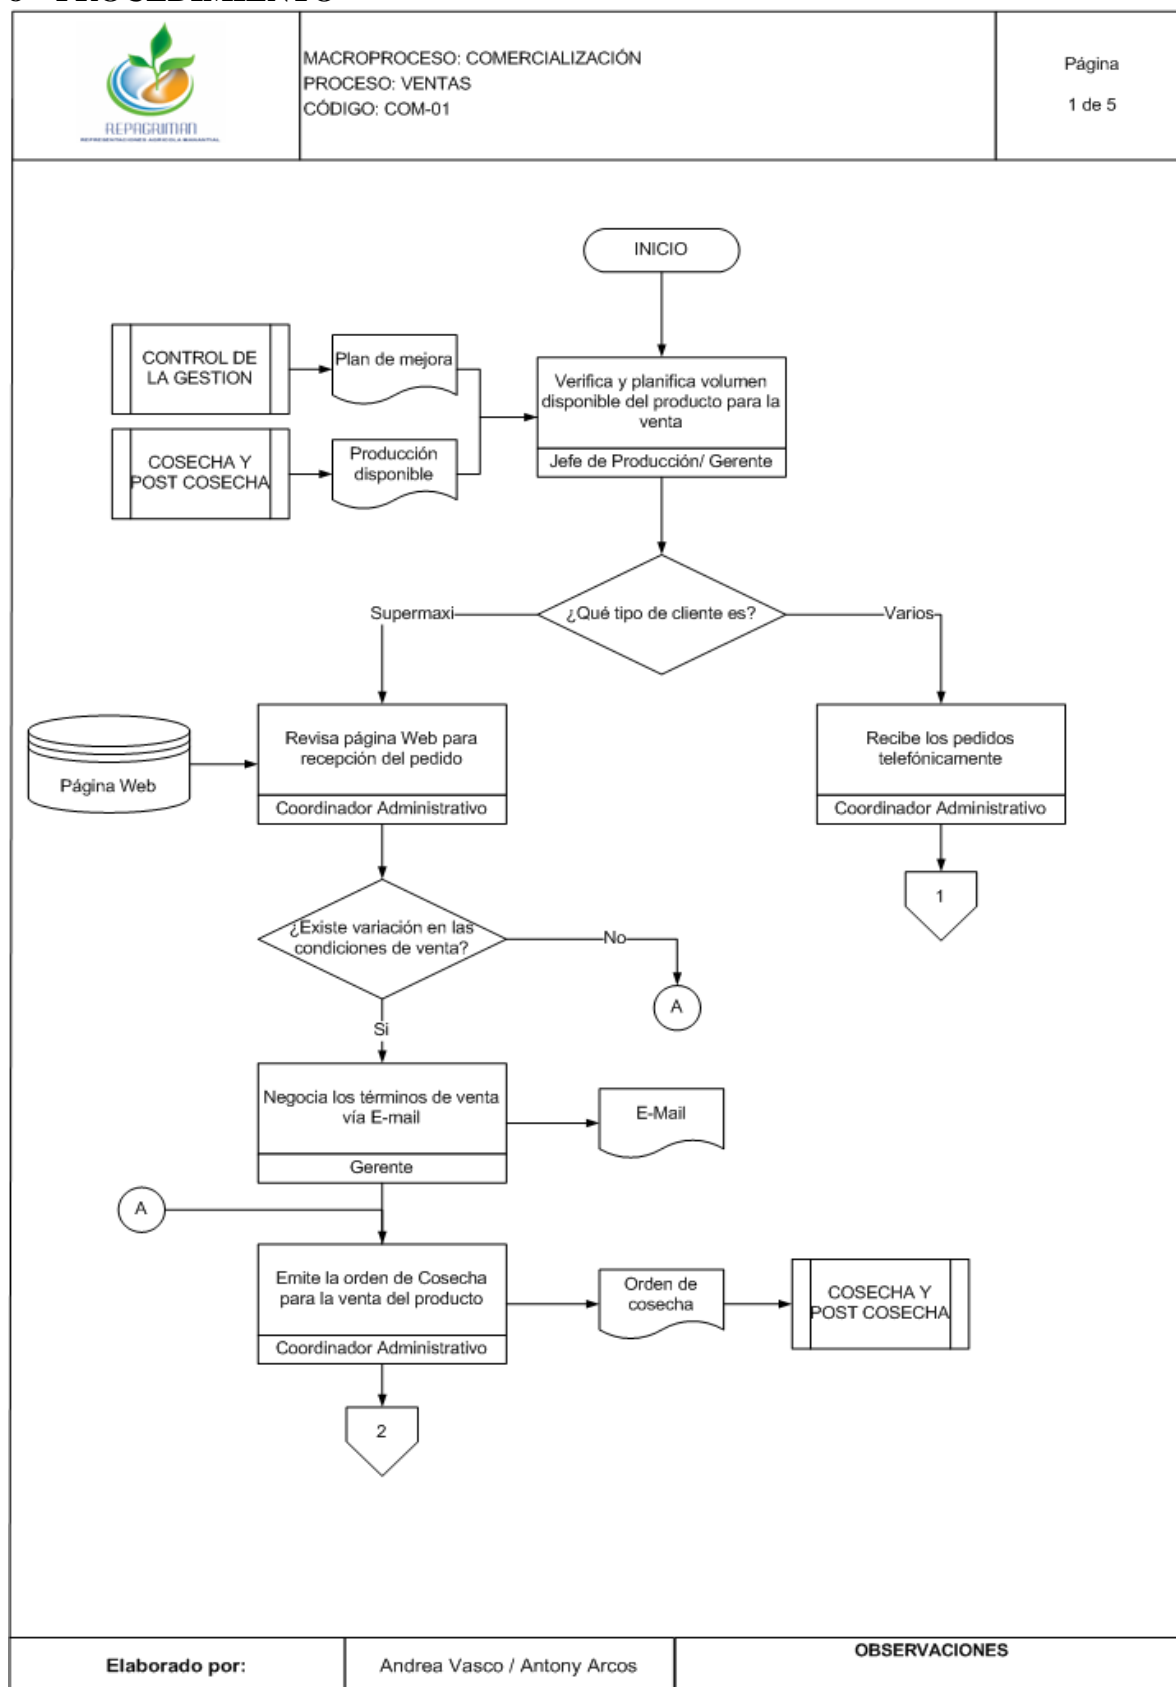 PROCEDIMIENTO
REPAGRIMAN
REPRESENTACIONES AGRICOLA MANANTIAL
MACROPROCESO: COMERCIALIZACIÓN
PROCESO: VENTAS
CÓDIGO: COM-01
Página
1 de 5
INICIO
CONTROL DE
LA GESTION
Plan de mejora
Verifica y planifica volumen
disponible del producto para la
venta
Jefe de Producción/ Gerente
COSECHA Y
POST COSECHA
Producción
disponible
¿Qué tipo de cliente es?
Supermaxi
Varios
Página Web
Revisa página Web para
recepción del pedido
Coordinador Administrativo
Recibe los pedidos
telefónicamente
Coordinador Administrativo
1
¿Existe variación en las
condiciones de venta?
No
A
Si
Negocia los términos de venta
vía E-mail
Gerente
E-Mail
A
Emite la orden de Cosecha
para la venta del producto
Coordinador Administrativo
Orden de
cosecha
COSECHA Y
POST COSECHA
2
Elaborado por:
Andrea Vasco / Antony Arcos
OBSERVACIONES